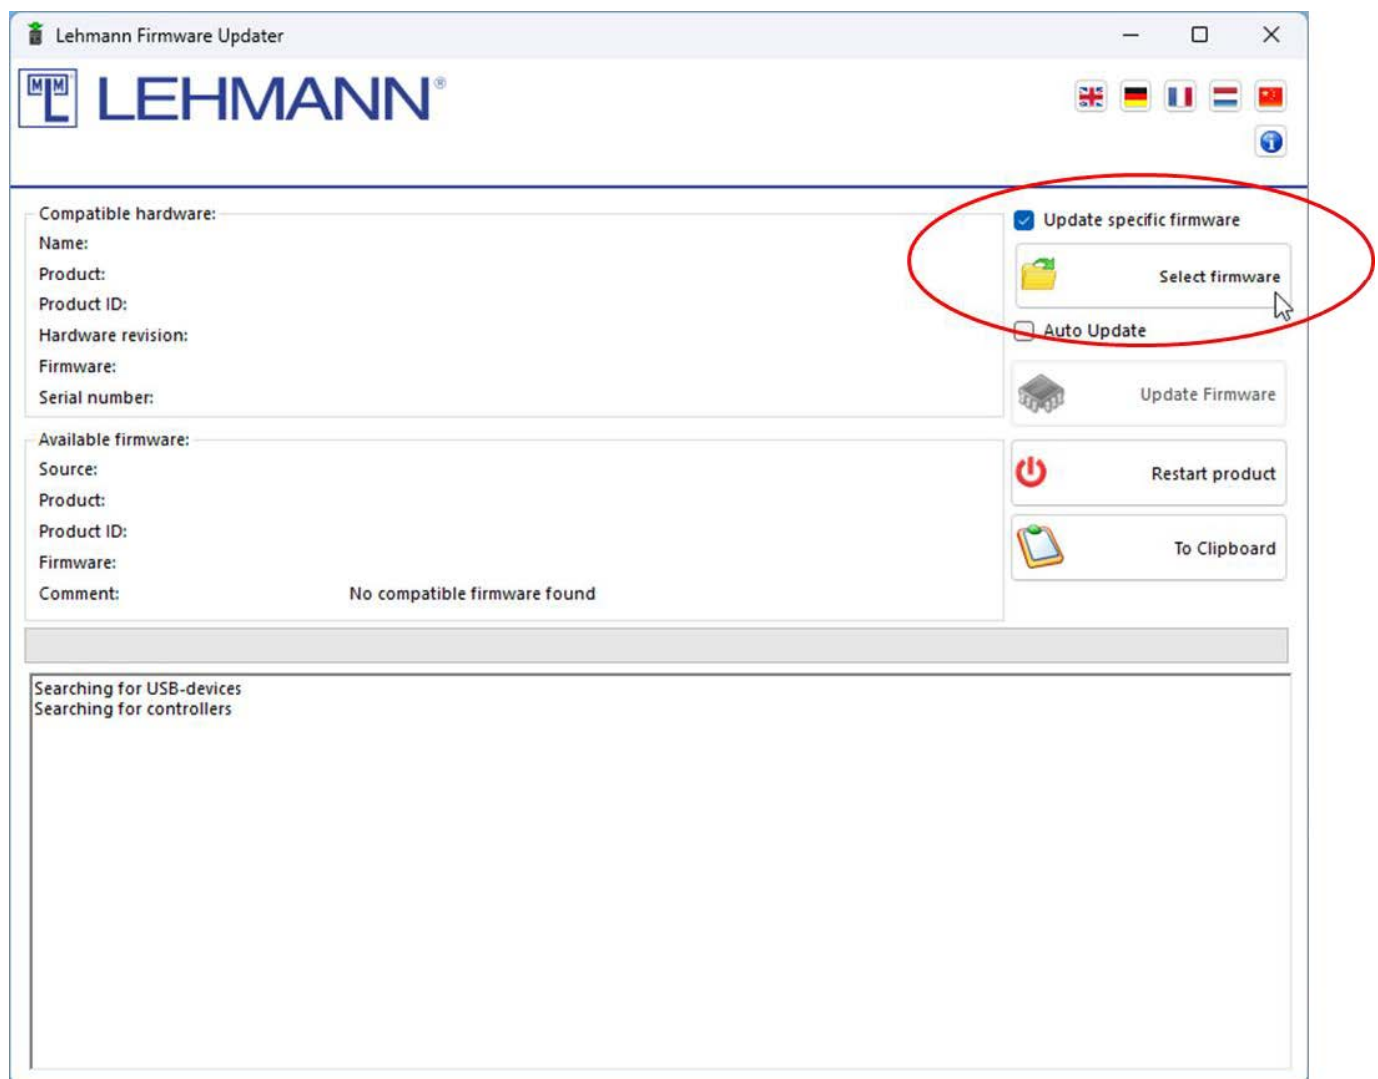 Lehmann Firmware Updater
MLM LEHMANN®
Compatible hardware:
Name:
Product:
Product ID:
Hardware revision:
Firmware:
Serial number:
Update specific firmware
Select firmware
Auto Update
Update Firmware
Available firmware:
Source:
Product:
Product ID:
Firmware:
Comment: No compatible firmware found
Restart product
To Clipboard
Searching for USB-devices
Searching for controllers